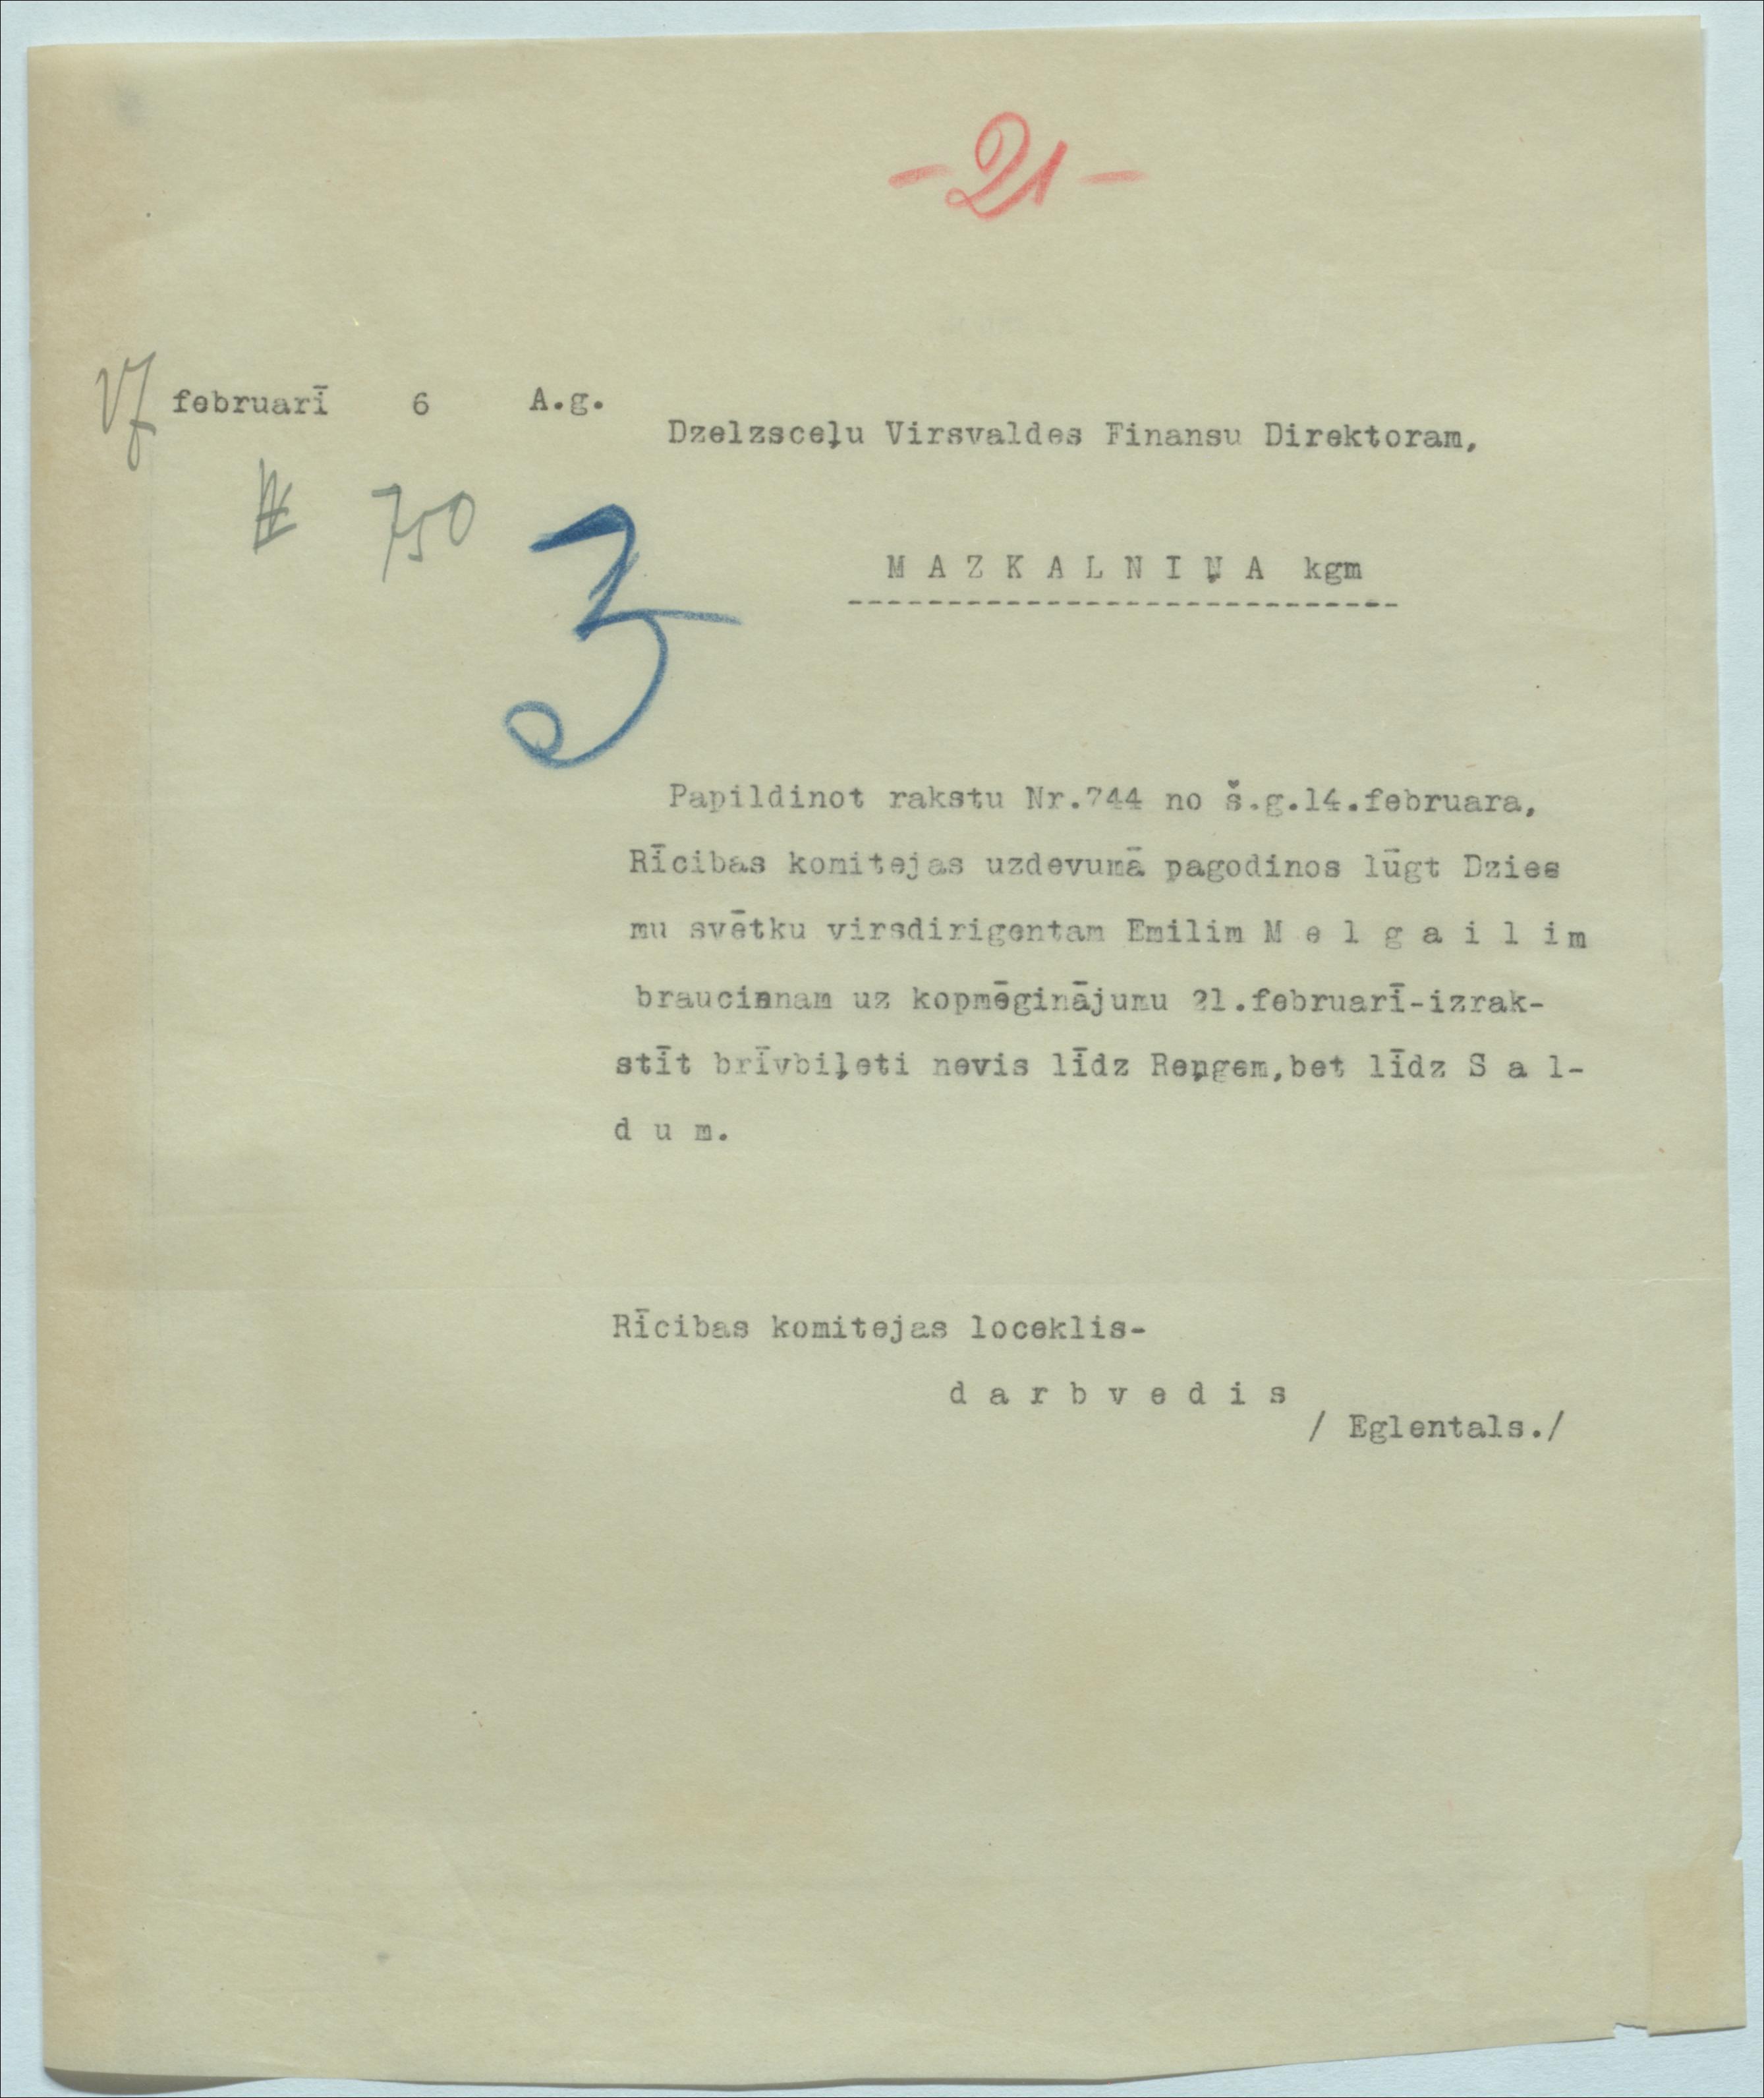 -21-
17 februarī 6 A.g.
Dzelzsceļu Virsvaldes Finansu Direktoram,
№ 750
3
M A Z K A L N I Ņ A kgm
----------------------------
Papildinot rakstu Nr.744 no š.g.14.februara,
Rīcibas komitejas uzdevumā pagodinos lūgt Dzies
mu svētku virsdirigentam Emilim M e l g a i l i m
braucienam uz kopmēginājumu 21.februarī-izrak-
stīt brīvbiļeti nevis līdz Reņgem,bet līdz S a l-
d u m.
Rīcibas komitejas loceklis-
d a r b v e d i s
/ Eglentals./